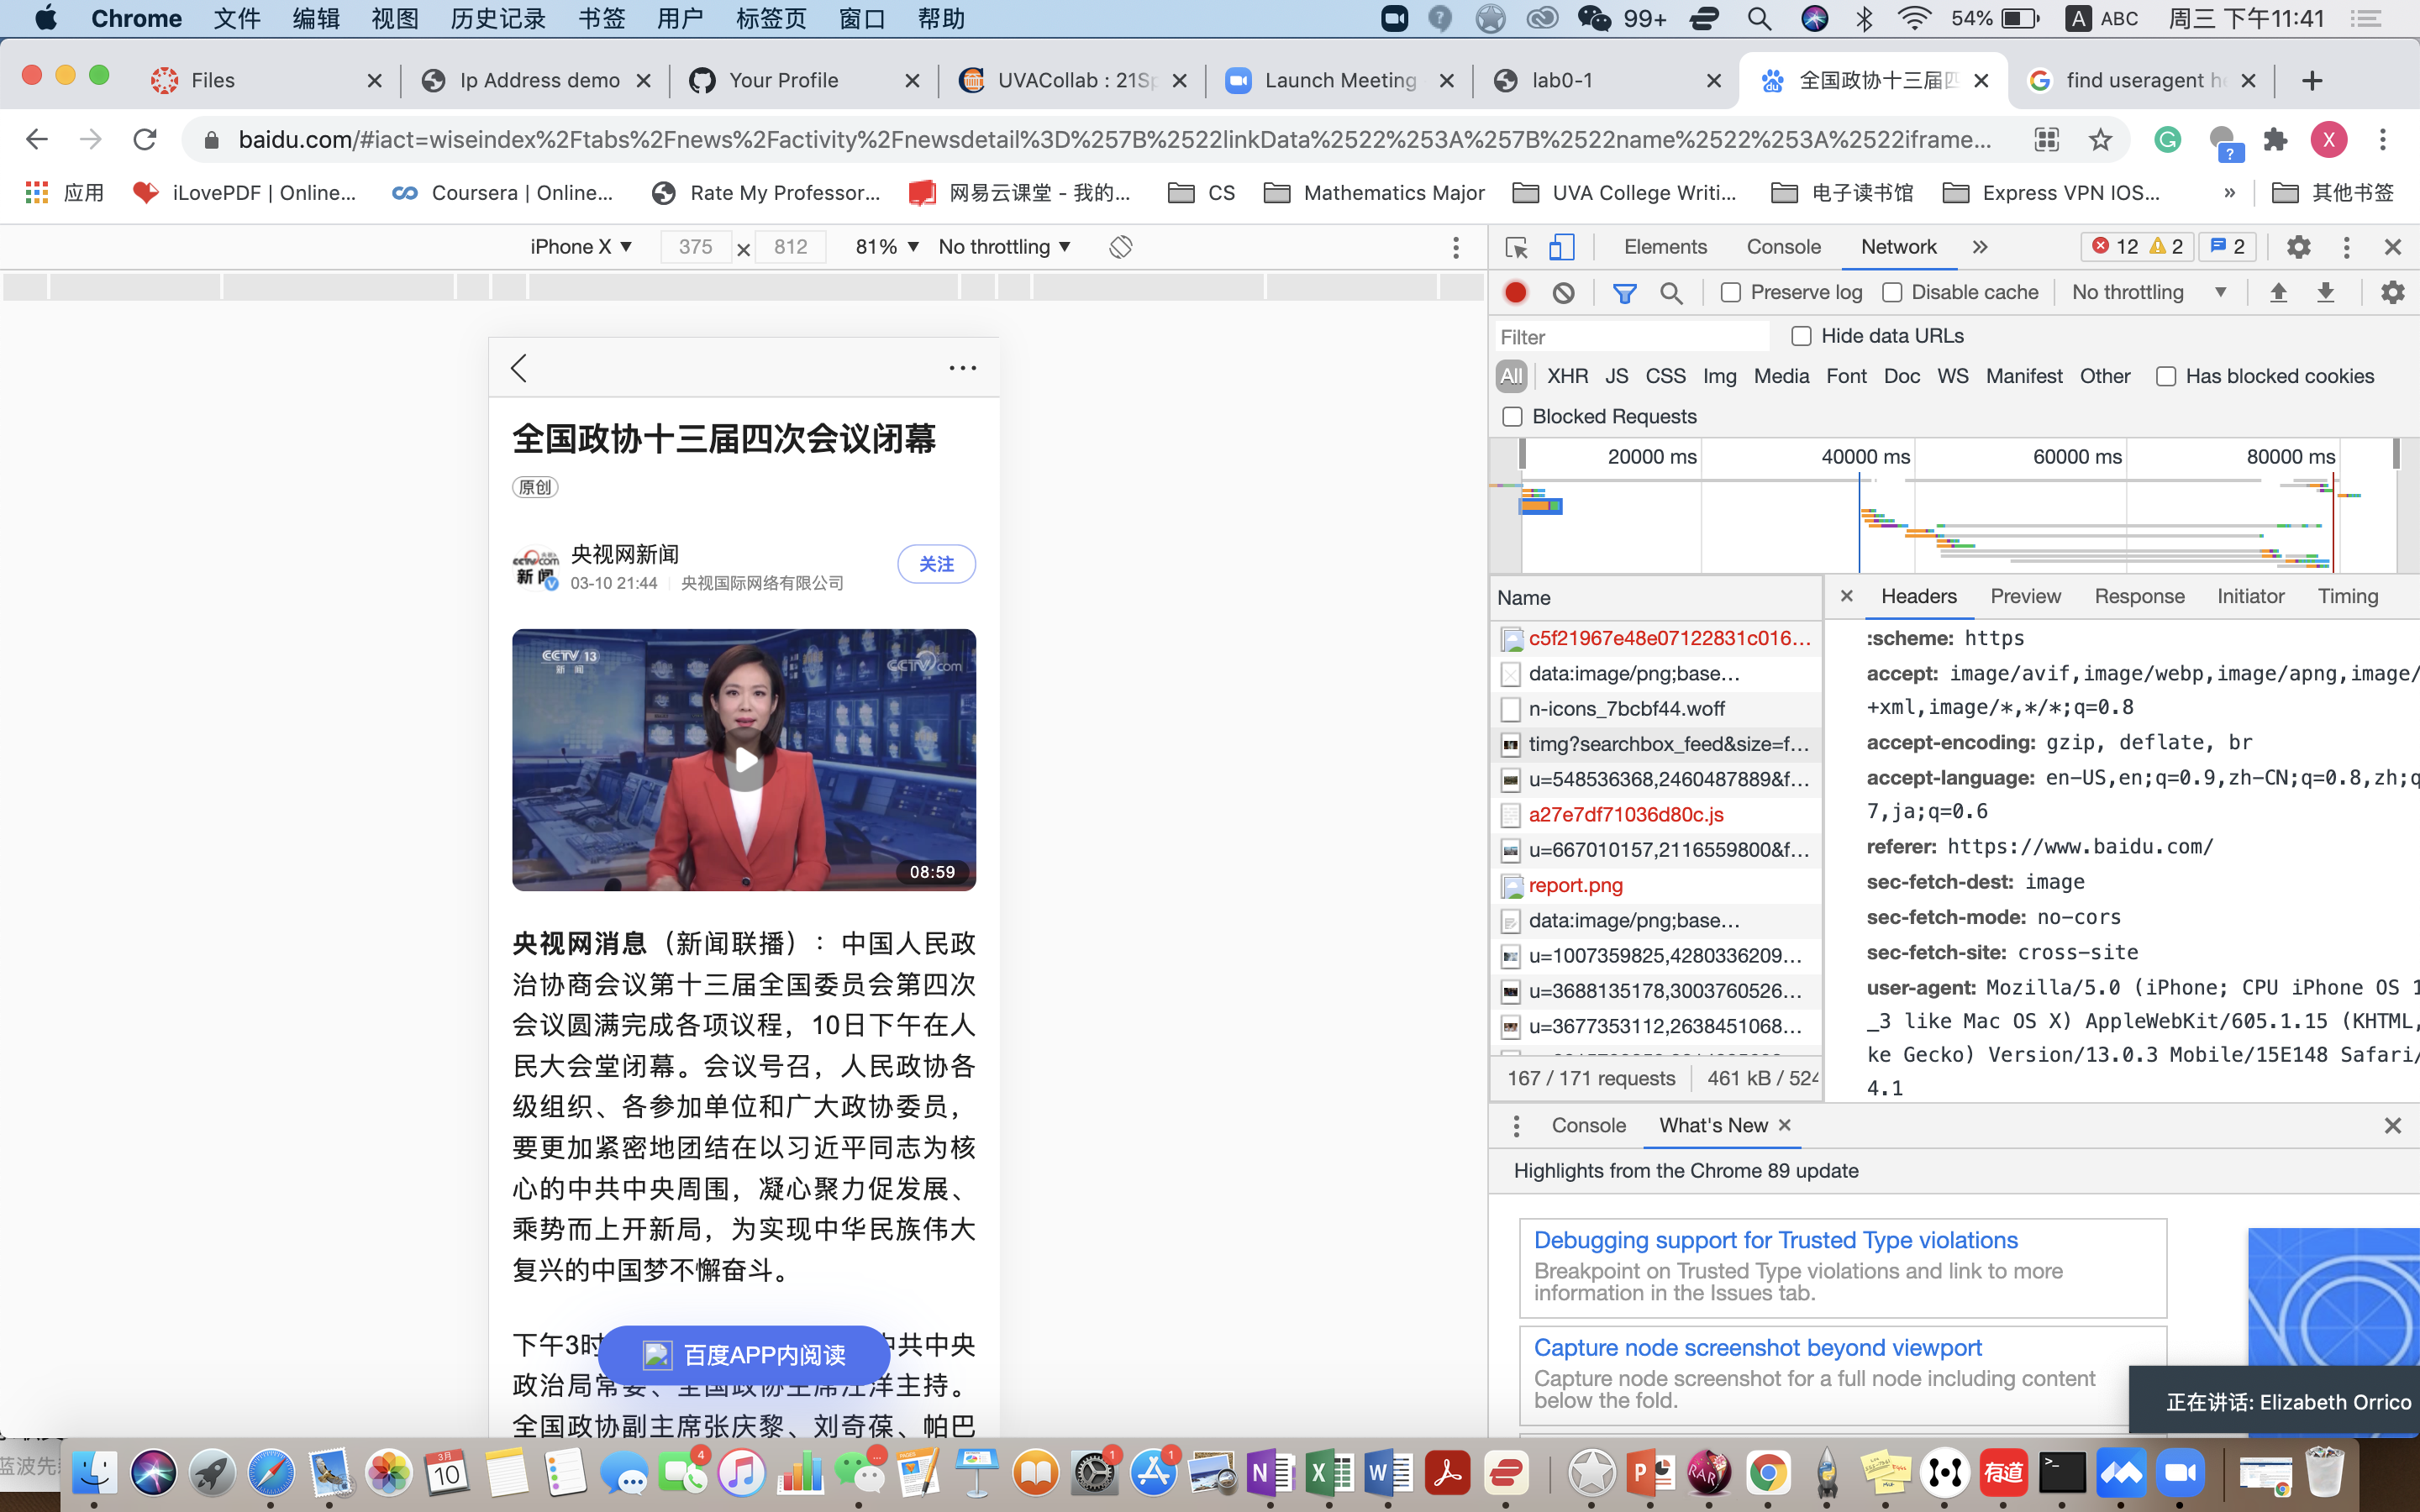 Chrome 文件 编辑 视图 历史记录 书签 用户 标签页 窗口 帮助 99+ 54% A ABC 周三 下午11:41
Files Ip Address demo Your Profile UVACollab : 21Sp Launch Meeting lab0-1 全国政协十三届四 find useragent he
baidu.com/#iact=wiseindex%2Ftabs%2Fnews%2Factivity%2Fnewsdetail%3D%257B%2522linkData%2522%253A%257B%2522name%2522%253A%2522iframe... X
应用 iLovePDF | Online... Coursera | Online... Rate My Professor... 网易云课堂 - 我的... CS Mathematics Major UVA College Writi... 电子读书馆 Express VPN IOS... » 其他书签
iPhone X 375 × 812 81% No throttling
全国政协十三届四次会议闭幕
原创
央视网新闻
03-10 21:44 央视国际网络有限公司
关注
CCTV 13
新闻
CCTV.com
08:59
央视网消息（新闻联播）：中国人民政
治协商会议第十三届全国委员会第四次
会议圆满完成各项议程，10日下午在人
民大会堂闭幕。会议号召，人民政协各
级组织、各参加单位和广大政协委员，
要更加紧密地团结在以习近平同志为核
心的中共中央周围，凝心聚力促发展、
乘势而上开新局，为实现中华民族伟大
复兴的中国梦不懈奋斗。
下午3时 中共中央
百度APP内阅读
政治局常委、全国政协主席汪洋主持。
全国政协副主席张庆黎、刘奇葆、帕巴
Elements Console Network » 12 2 2
Preserve log Disable cache No throttling
Filter Hide data URLs
All XHR JS CSS Img Media Font Doc WS Manifest Other Has blocked cookies
Blocked Requests
20000 ms 40000 ms 60000 ms 80000 ms
Name
c5f21967e48e07122831c016...
data:image/png;base...
n-icons_7bcbf44.woff
timg?searchbox_feed&size=f...
u=548536368,2460487889&f...
a27e7df71036d80c.js
u=667010157,2116559800&f...
report.png
data:image/png;base...
u=1007359825,4280336209...
u=3688135178,3003760526...
u=3677353112,2638451068...
167 / 171 requests 461 kB / 524
Headers Preview Response Initiator Timing
:scheme: https
accept: image/avif,image/webp,image/apng,image/
+xml,image/*,*/*;q=0.8
accept-encoding: gzip, deflate, br
accept-language: en-US,en;q=0.9,zh-CN;q=0.8,zh;q
7,ja;q=0.6
referer: https://www.baidu.com/
sec-fetch-dest: image
sec-fetch-mode: no-cors
sec-fetch-site: cross-site
user-agent: Mozilla/5.0 (iPhone; CPU iPhone OS 1
_3 like Mac OS X) AppleWebKit/605.1.15 (KHTML,
ke Gecko) Version/13.0.3 Mobile/15E148 Safari/
4.1
Console What's New
Highlights from the Chrome 89 update
Debugging support for Trusted Type violations
Breakpoint on Trusted Type violations and link to more
information in the Issues tab.
Capture node screenshot beyond viewport
Capture node screenshot for a full node including content
below the fold.
正在讲话: Elizabeth Orrico
3月
10
4
1
1
有道